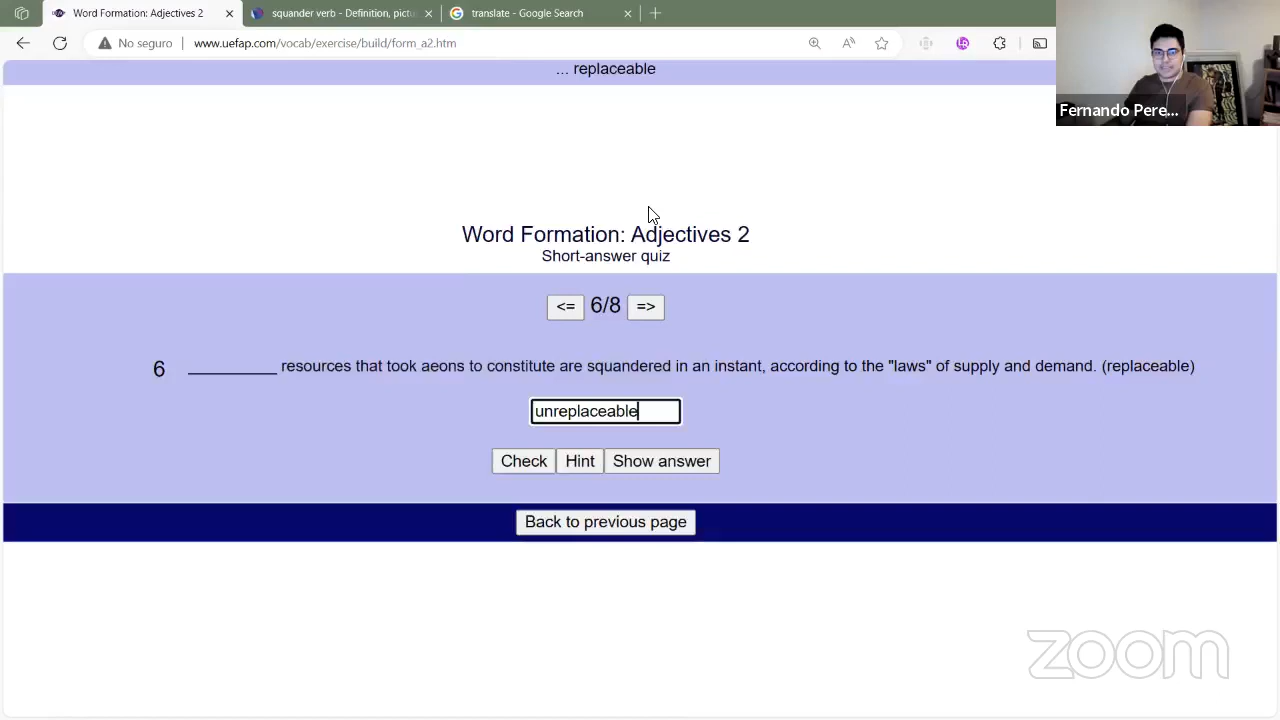 Word Formation: Adjectives 2
squander verb - Definition, pictu
translate - Google Search
No seguro
www.uefap.com/vocab/exercise/build/form_a2.htm
... replaceable
Fernando Pere...
Word Formation: Adjectives 2
Short-answer quiz
<= 6/8 =>
6 __________ resources that took aeons to constitute are squandered in an instant, according to the "laws" of supply and demand. (replaceable)
unreplaceable
Check Hint Show answer
Back to previous page
zoom